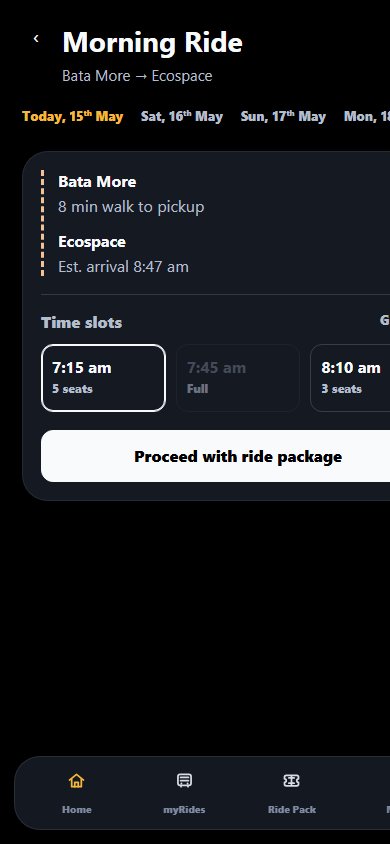 Morning Ride
Bata More → Ecospace
Today, 15th May Sat, 16th May Sun, 17th May Mon, 18
Bata More
8 min walk to pickup
Ecospace
Est. arrival 8:47 am
Time slots G
7:15 am 7:45 am 8:10 am
5 seats Full 3 seats
Proceed with ride package
Home myRides Ride Pack